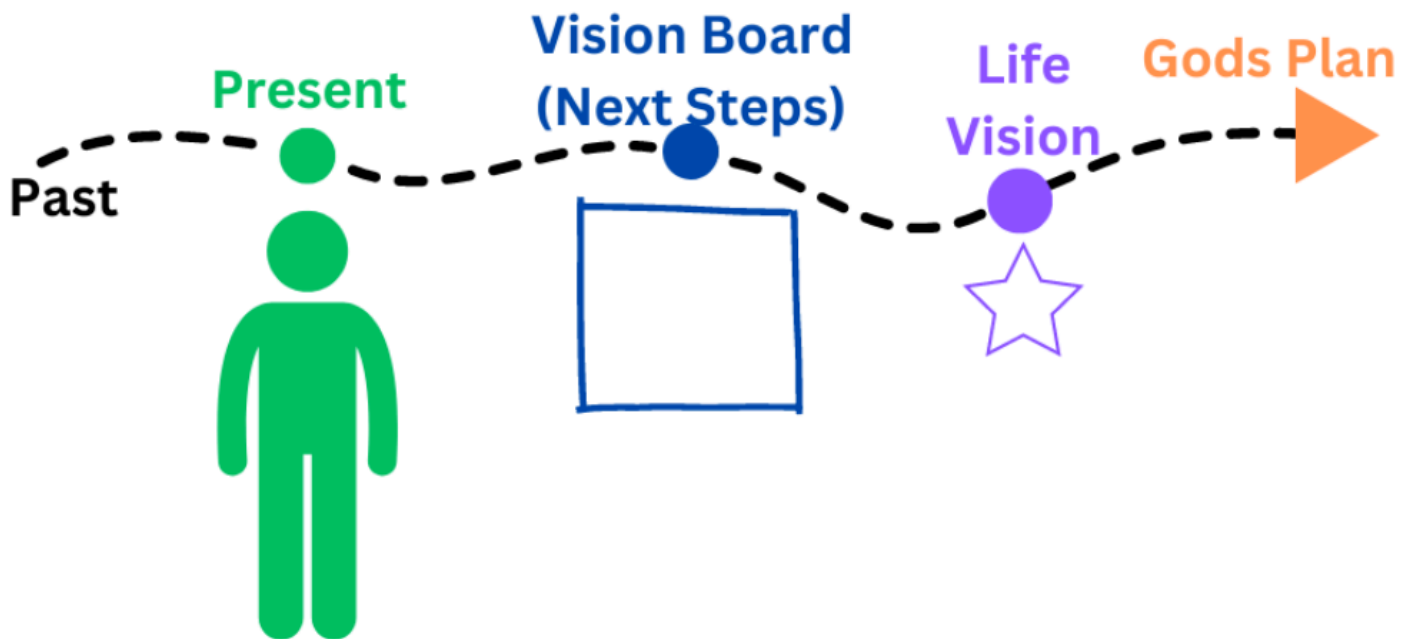 Past
Present
Vision Board
(Next Steps)
Life
Vision
Gods Plan